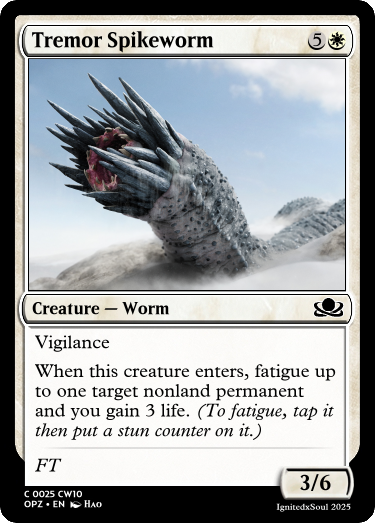 Tremor Spikeworm 5
Creature — Worm
Vigilance
When this creature enters, fatigue up
to one target nonland permanent
and you gain 3 life. (To fatigue, tap it
then put a stun counter on it.)
FT
3/6
C 0025 CW10
OPZ • EN Hao
IgnitedxSoul 2025